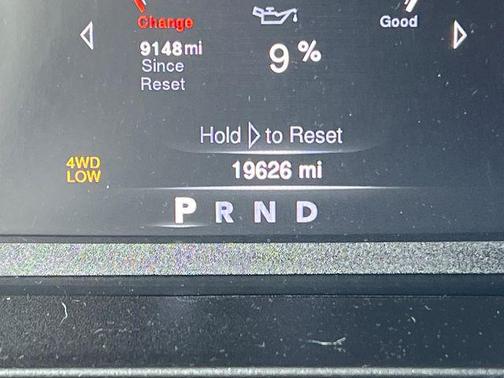 Change
Good
9148 mi
Since
Reset
9 %
Hold ▷ to Reset
4WD
LOW
19626 mi
P R N D